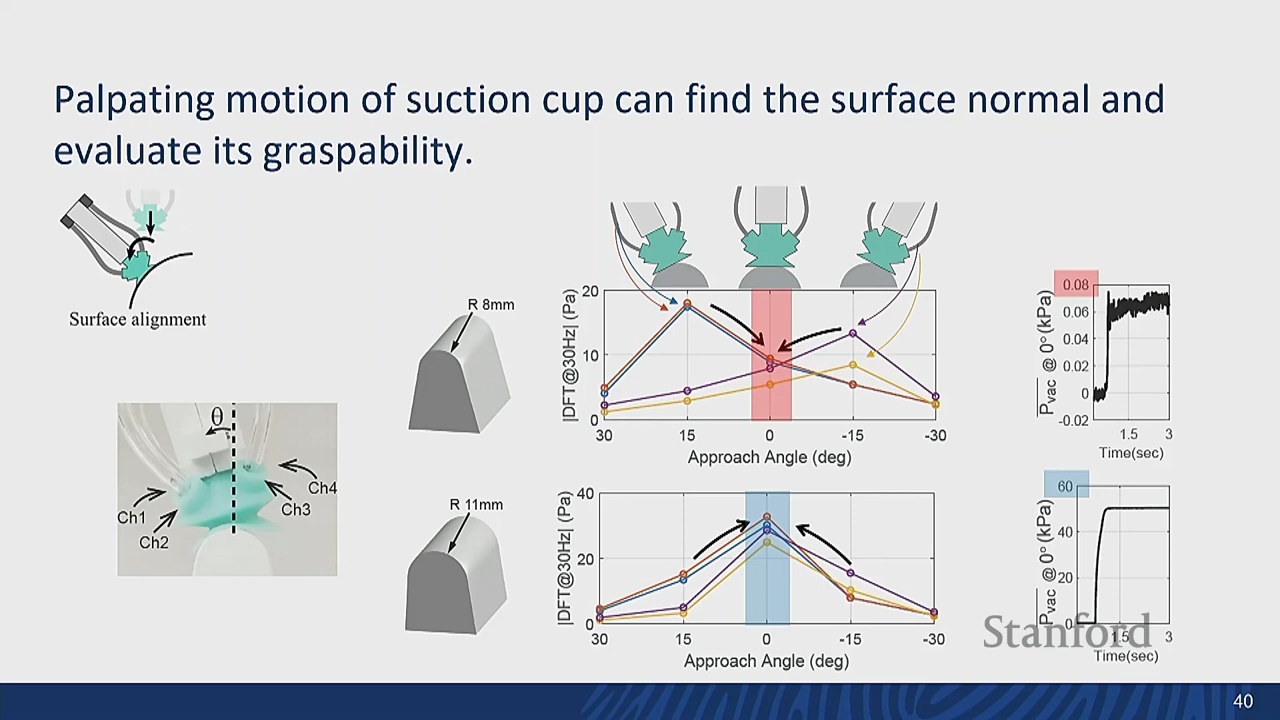 Palpating motion of suction cup can find the surface normal and
evaluate its graspability.
Surface alignment
θ
Ch1
Ch2
Ch3
Ch4
R 8mm
R 11mm
|DFT@30Hz| (Pa)
20
10
0
30 15 0 -15 -30
Approach Angle (deg)
|DFT@30Hz| (Pa)
40
20
0
30 15 0 -15 -30
Approach Angle (deg)
Pvac @ 0° (kPa)
0.08
0.06
0.04
0.02
0
-0.02
1.5 3
Time(sec)
Pvac @ 0° (kPa)
60
40
20
0
1.5 3
Time(sec)
Stanford
40